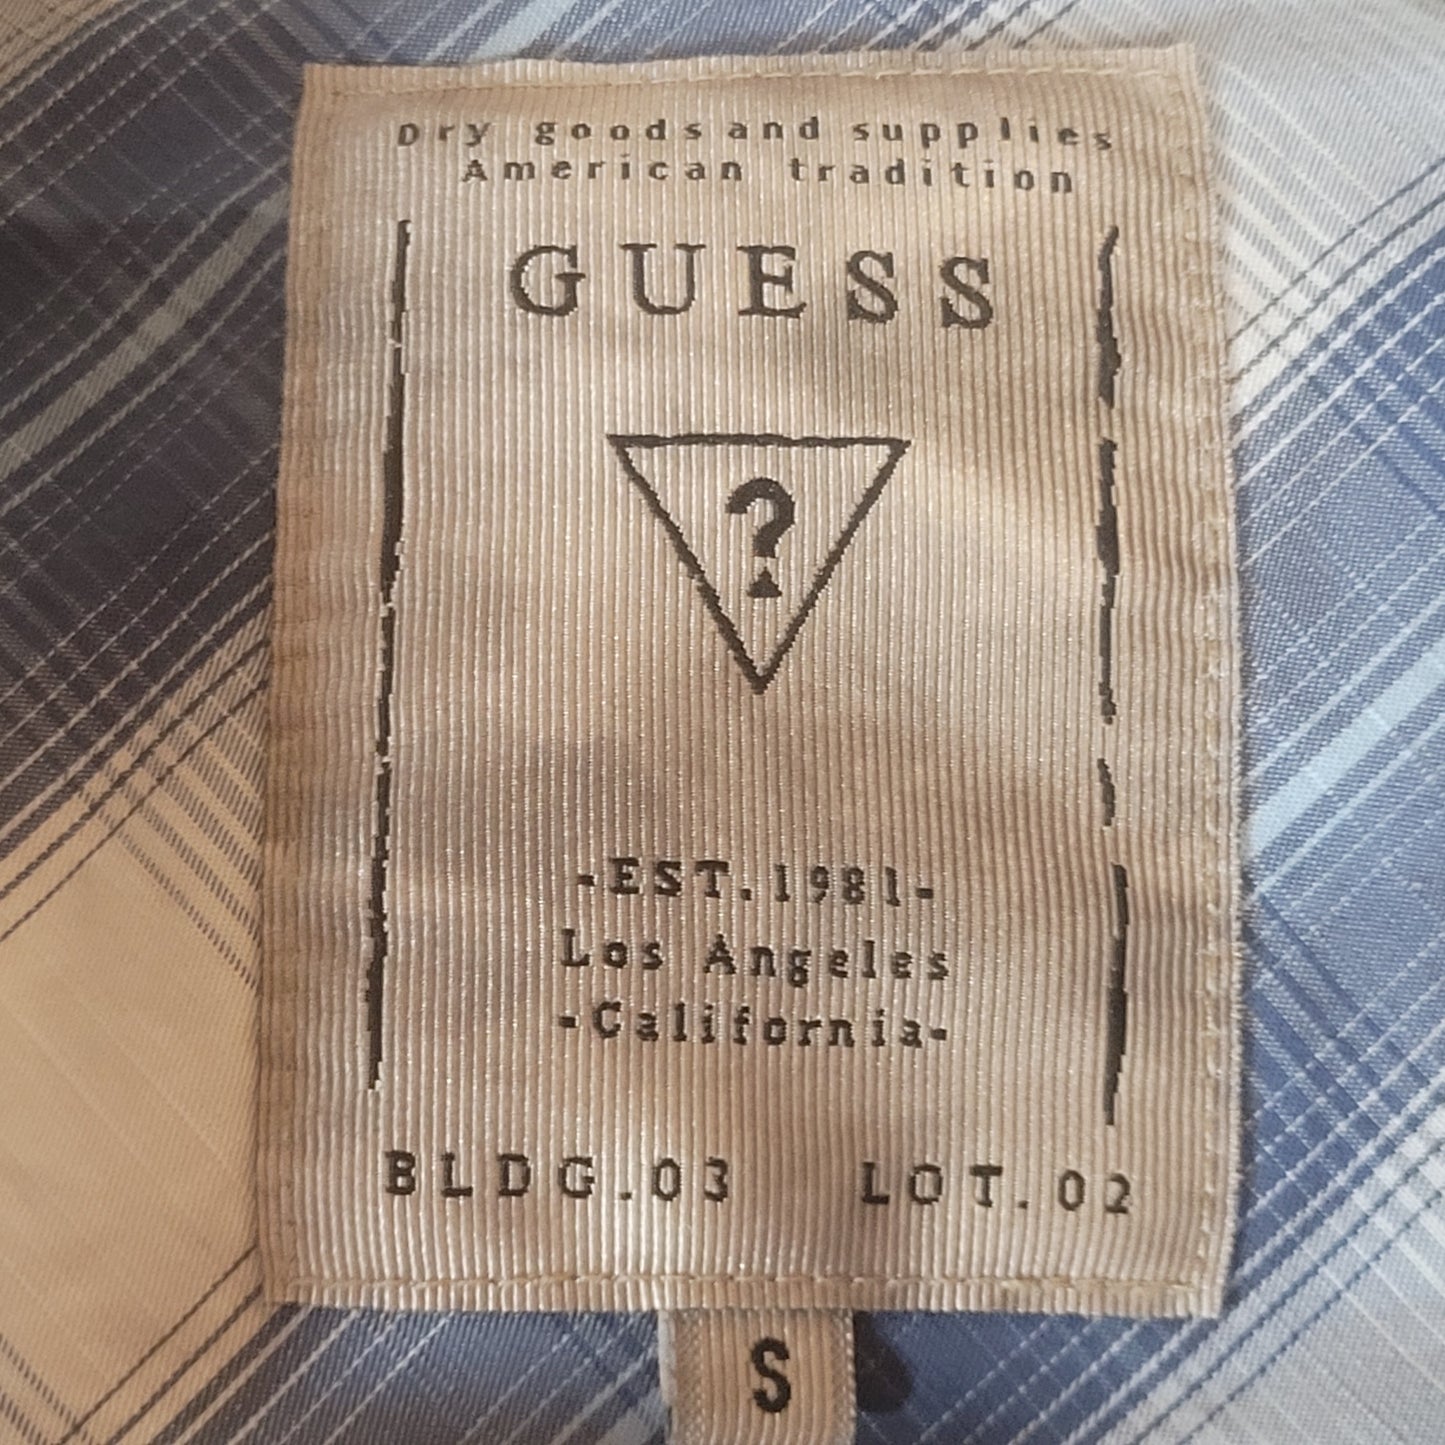 Dry goods and supplies
American tradition
GUESS
?
-EST.1981-
Los Angeles
-California-
BLDG.03 LOT.02
S